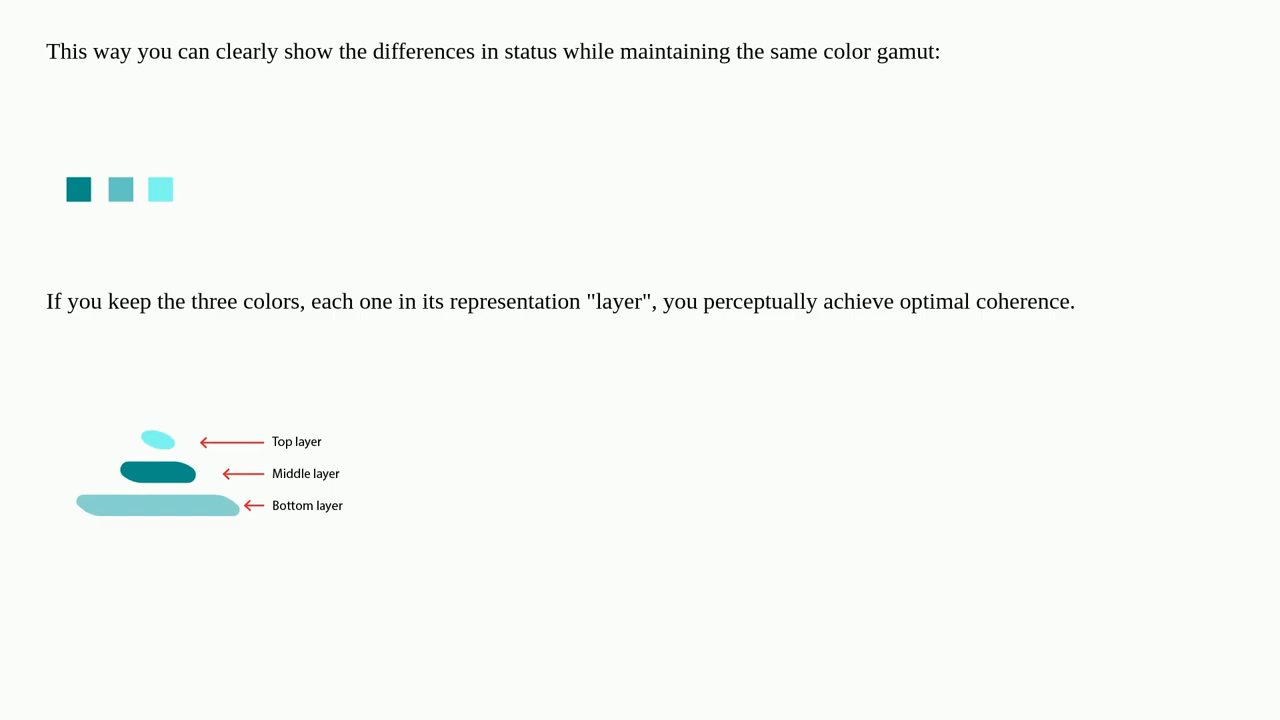 This way you can clearly show the differences in status while maintaining the same color gamut:
If you keep the three colors, each one in its representation "layer", you perceptually achieve optimal coherence.
Top layer
Middle layer
Bottom layer